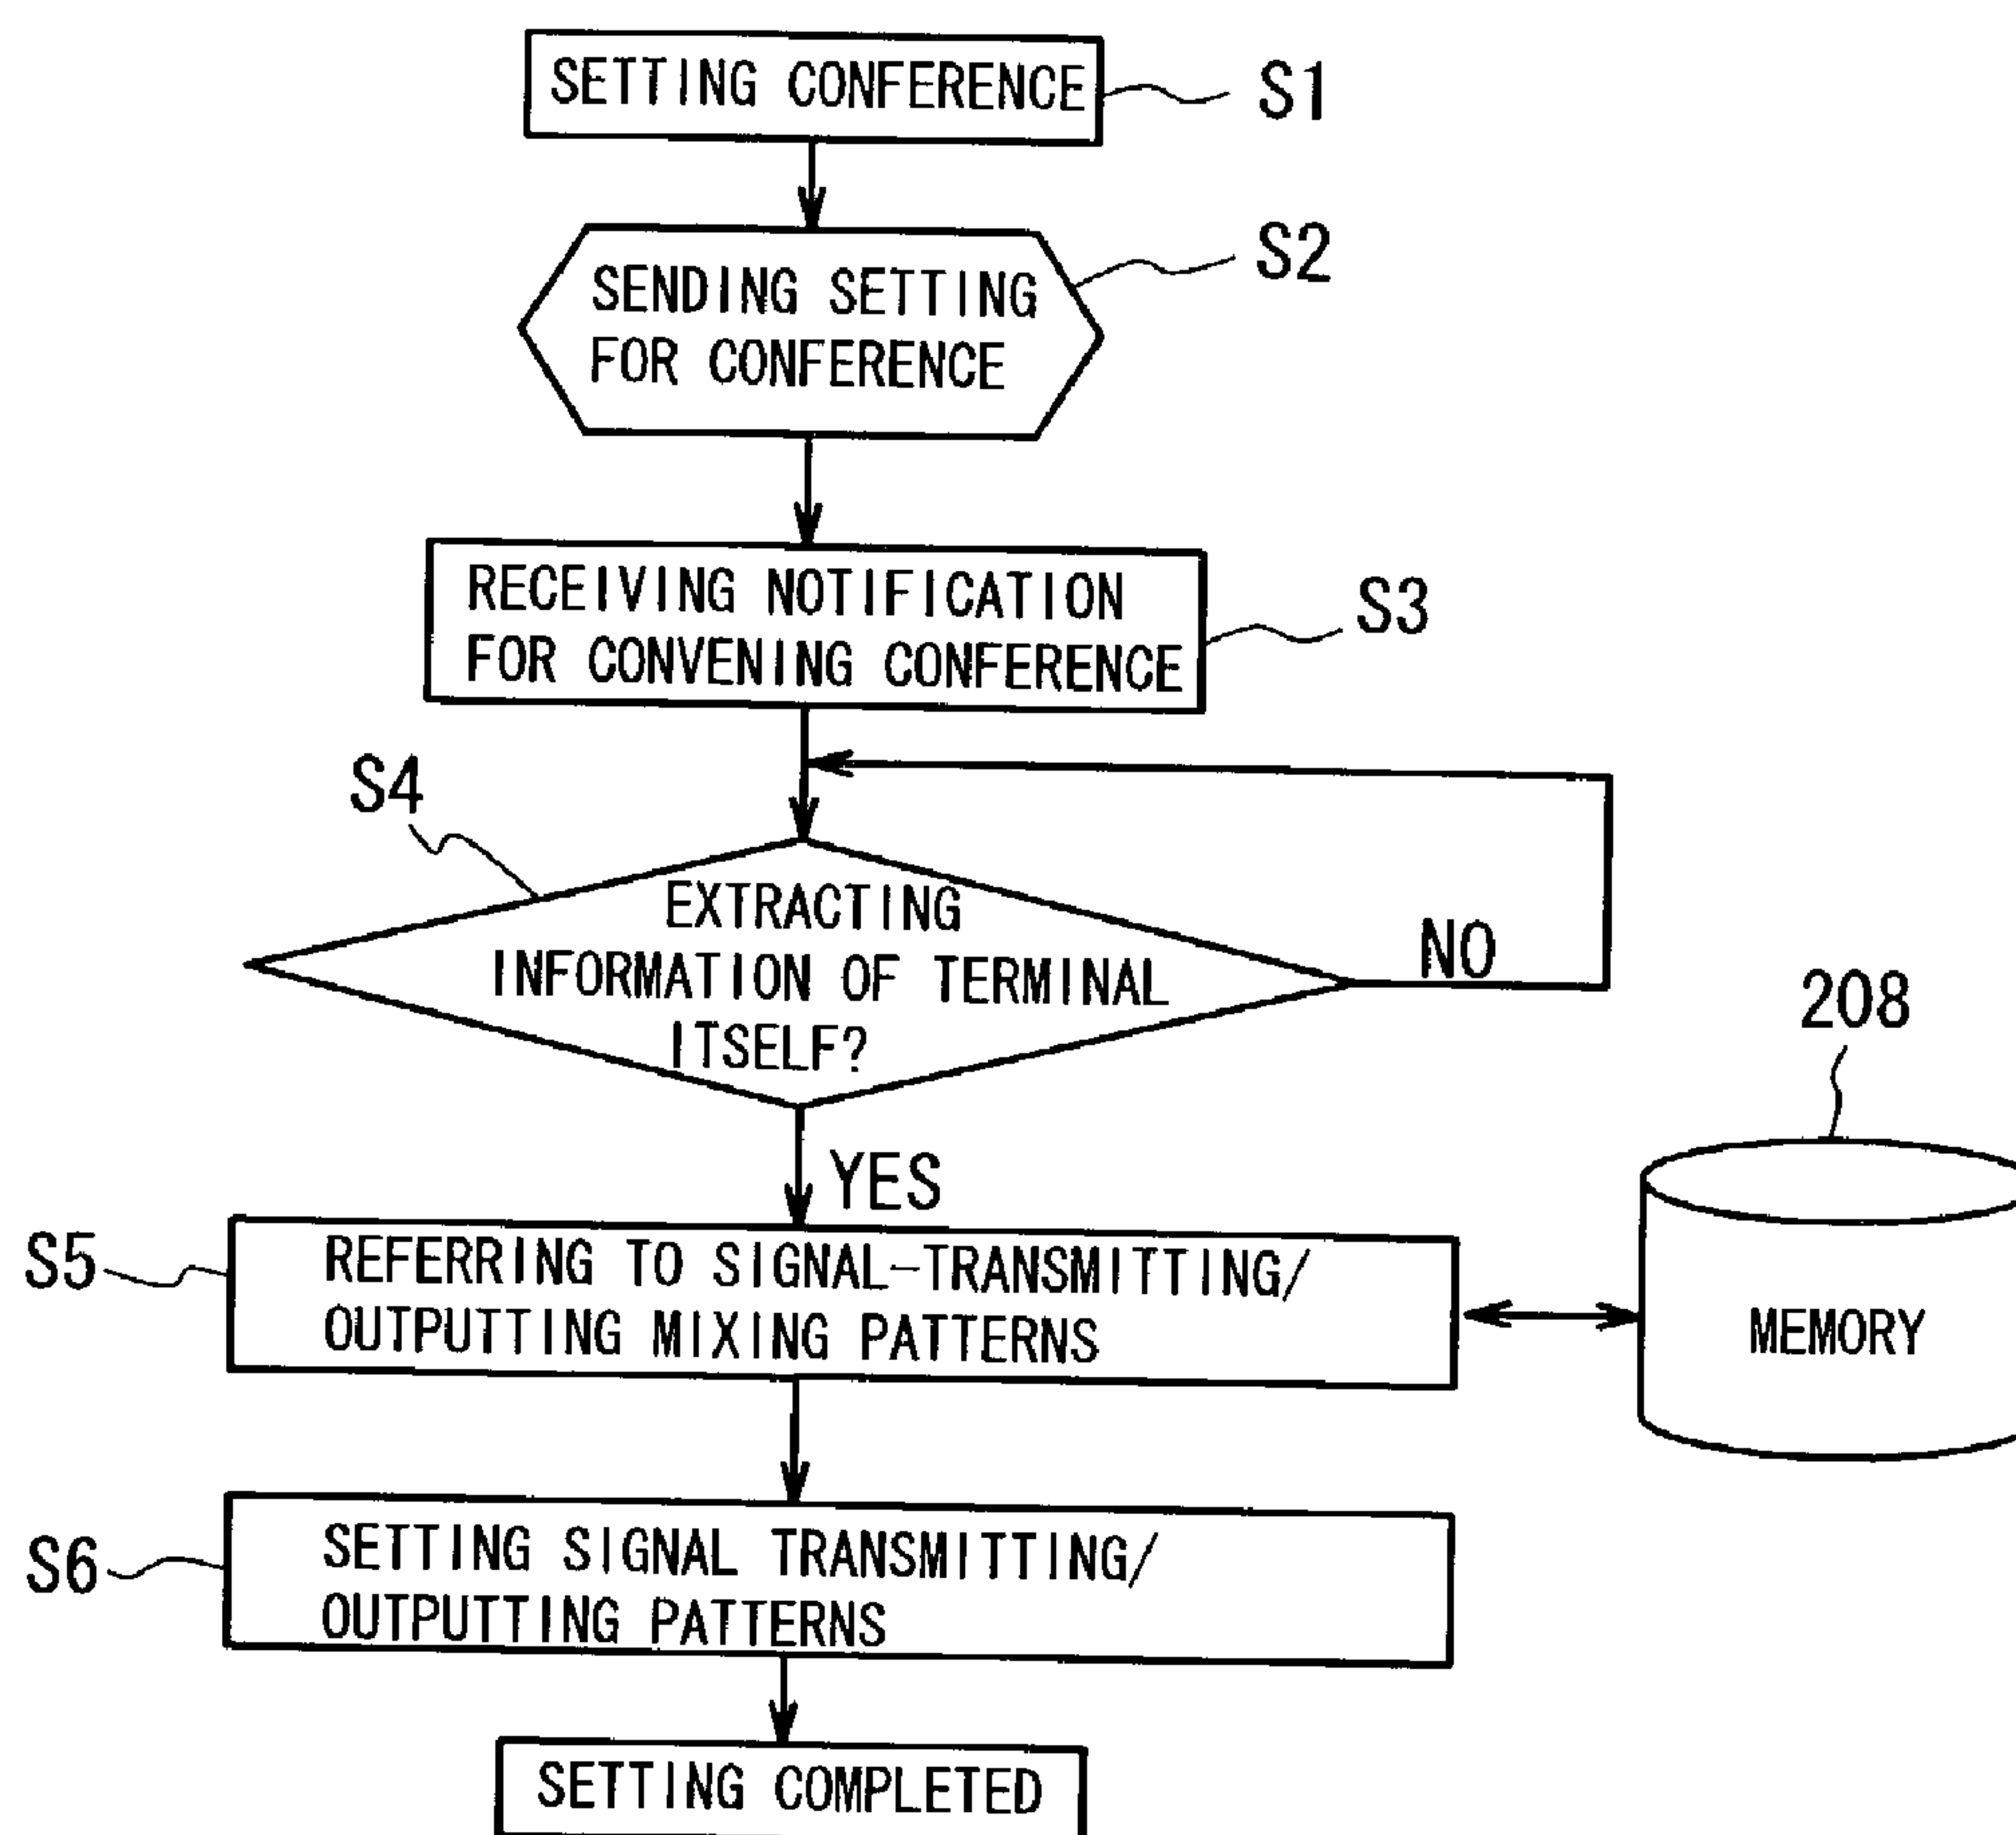 SETTING CONFERENCE
S1
SENDING SETTING
FOR CONFERENCE
S2
RECEIVING NOTIFICATION
FOR CONVENING CONFERENCE
S3
S4
EXTRACTING
INFORMATION OF TERMINAL
ITSELF?
NO
YES
208
MEMORY
S5
REFERRING TO SIGNAL-TRANSMITTING/
OUTPUTTING MIXING PATTERNS
S6
SETTING SIGNAL TRANSMITTING/
OUTPUTTING PATTERNS
SETTING COMPLETED